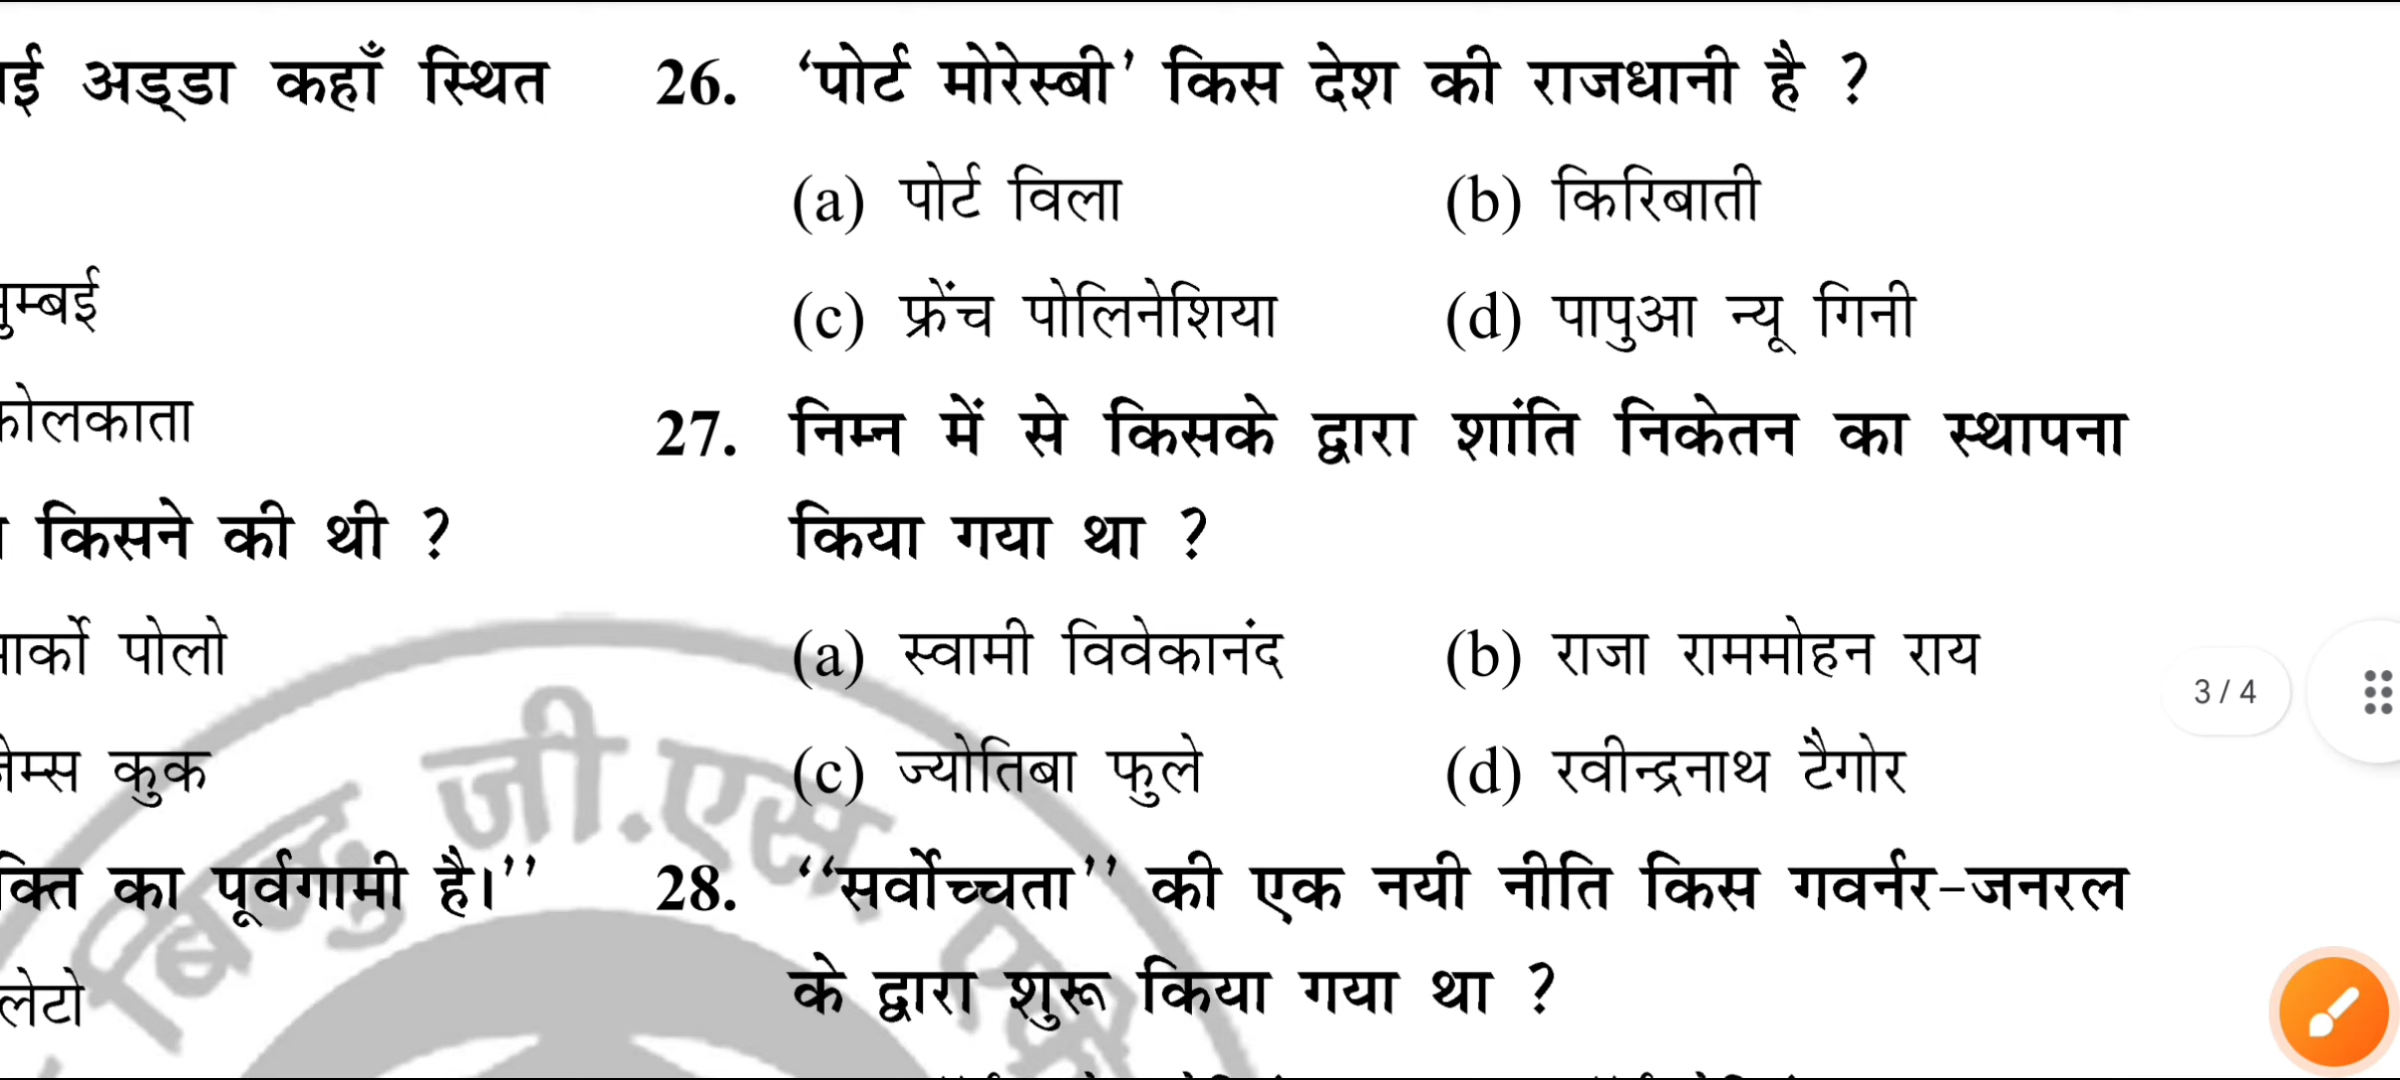 अड्डा कहाँ स्थित
कोलकाता
किसने की थी ?
पोलो
कुक
का पूर्वगामी है।’’
26. ‘पोर्ट मोरेस्बी’ किस देश की राजधानी है ?
(a) पोर्ट विला (b) किरिबाती
(c) फ्रेंच पोलिनेशिया (d) पापुआ न्यू गिनी
27. निम्न में से किसके द्वारा शांति निकेतन का स्थापना
किया गया था ?
(a) स्वामी विवेकानंद (b) राजा राममोहन राय
(c) ज्योतिबा फुले (d) रवीन्द्रनाथ टैगोर
28. ‘‘सर्वोच्चता’’ की एक नयी नीति किस गवर्नर-जनरल
के द्वारा शुरू किया गया था ?
3 / 4
बिन्दु जी.एस.